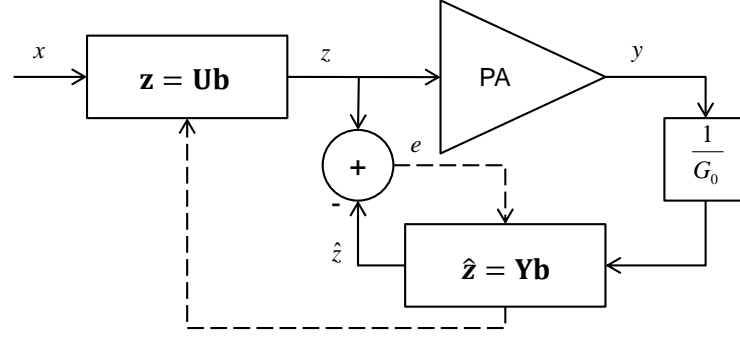 x
z = Ub
z
PA
y
1
G₀
+
-
e
ẑ
ẑ = Yb